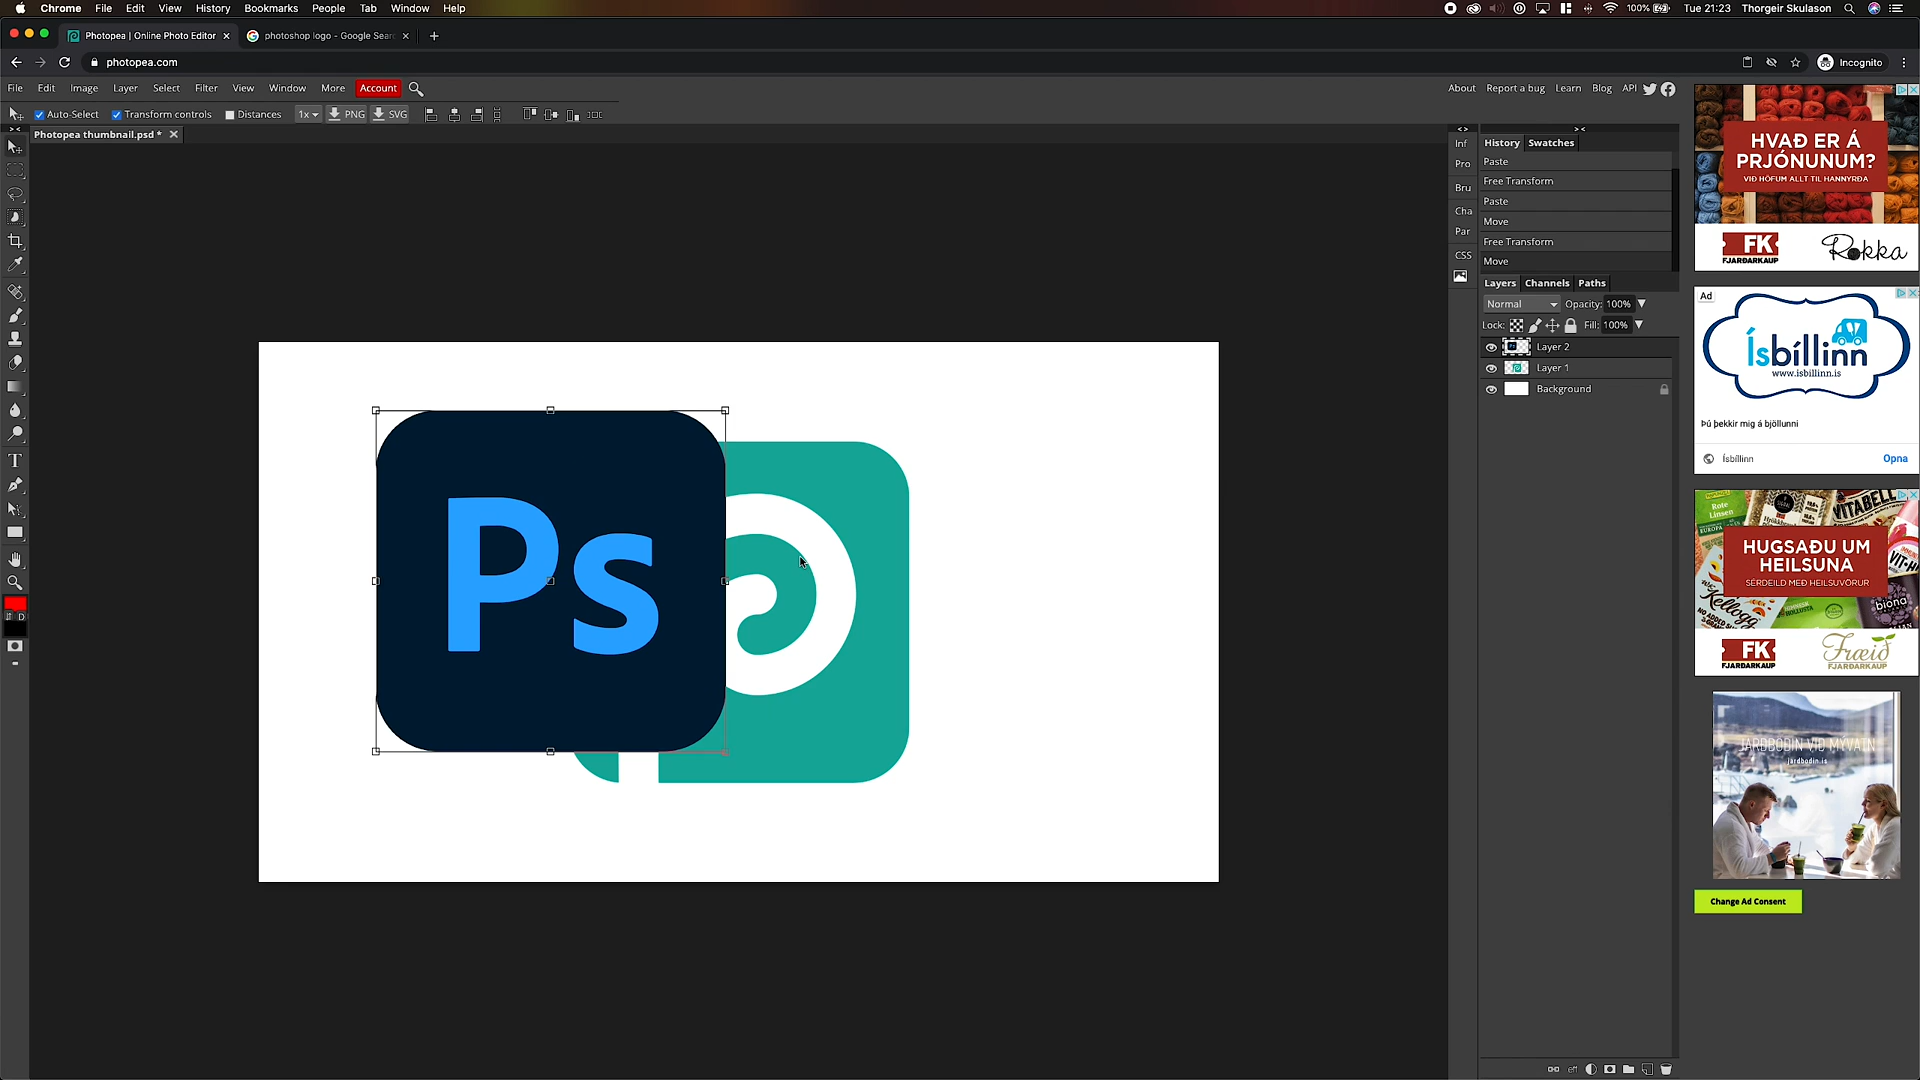 Chrome File Edit View History Bookmarks People Tab Window Help
100% Tue 21:23 Thorgeir Skulason
Photopea | Online Photo Editor
photoshop logo - Google Sear
photopea.com
Incognito
File Edit Image Layer Select Filter View Window More Account
About Report a bug Learn Blog API
Auto-Select Transform controls Distances 1x PNG SVG
Photopea thumbnail.psd *
Inf
Pro
Bru
Cha
Par
CSS
History Swatches
Paste
Free Transform
Paste
Move
Free Transform
Move
Layers Channels Paths
Normal Opacity: 100%
Lock: Fill: 100%
Layer 2
Layer 1
Background
T
D
Ps
HVAÐ ER Á
PRJÓNUNUM?
VIÐ HÖFUM ALLT TIL HANNYRÐA
FK
FJARÐARKAUP
Rokka
Ad
Ísbíllinn
www.isbillinn.is
Þú þekkir mig á bjöllunni
Ísbíllinn
Opna
Rote
Linsen
VITABELL
HUGSAÐU UM
HEILSUNA
SÉRDEILD MEÐ HEILSUVÖRUR
Kellogg
biona
FK
FJARÐARKAUP
Fræið
FJARÐARKAUP
JARÐBÖÐIN VIÐ MÝVATN
jardbodin.is
Change Ad Consent
eff